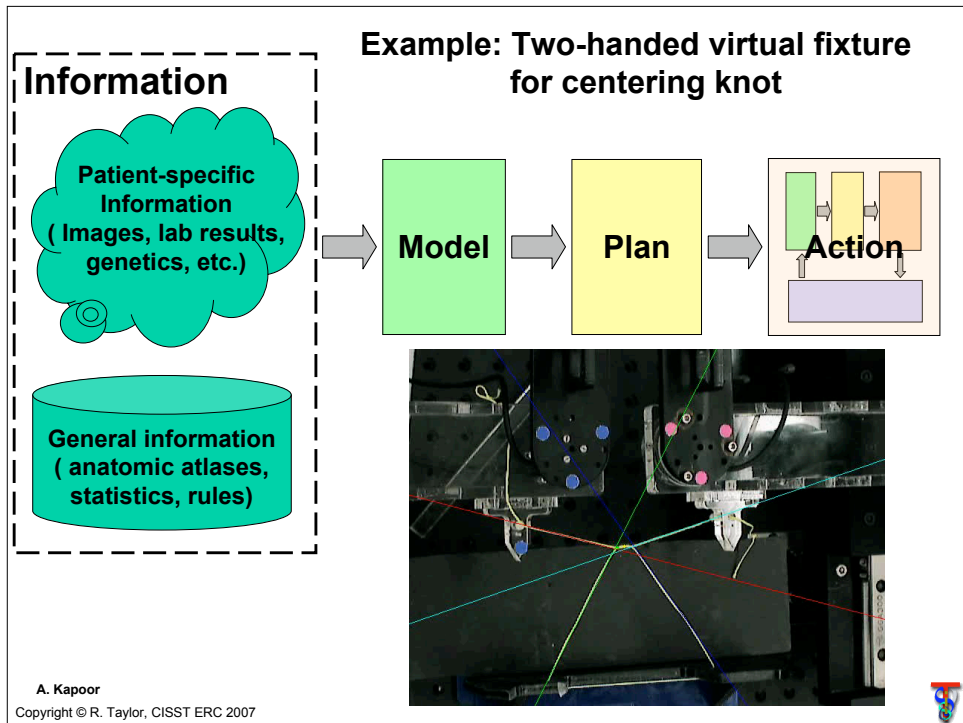 Example: Two-handed virtual fixture
for centering knot
Information
Patient-specific
Information
( Images, lab results,
genetics, etc.)
General information
( anatomic atlases,
statistics, rules)
Model
Plan
Action
A. Kapoor
Copyright © R. Taylor, CISST ERC 2007